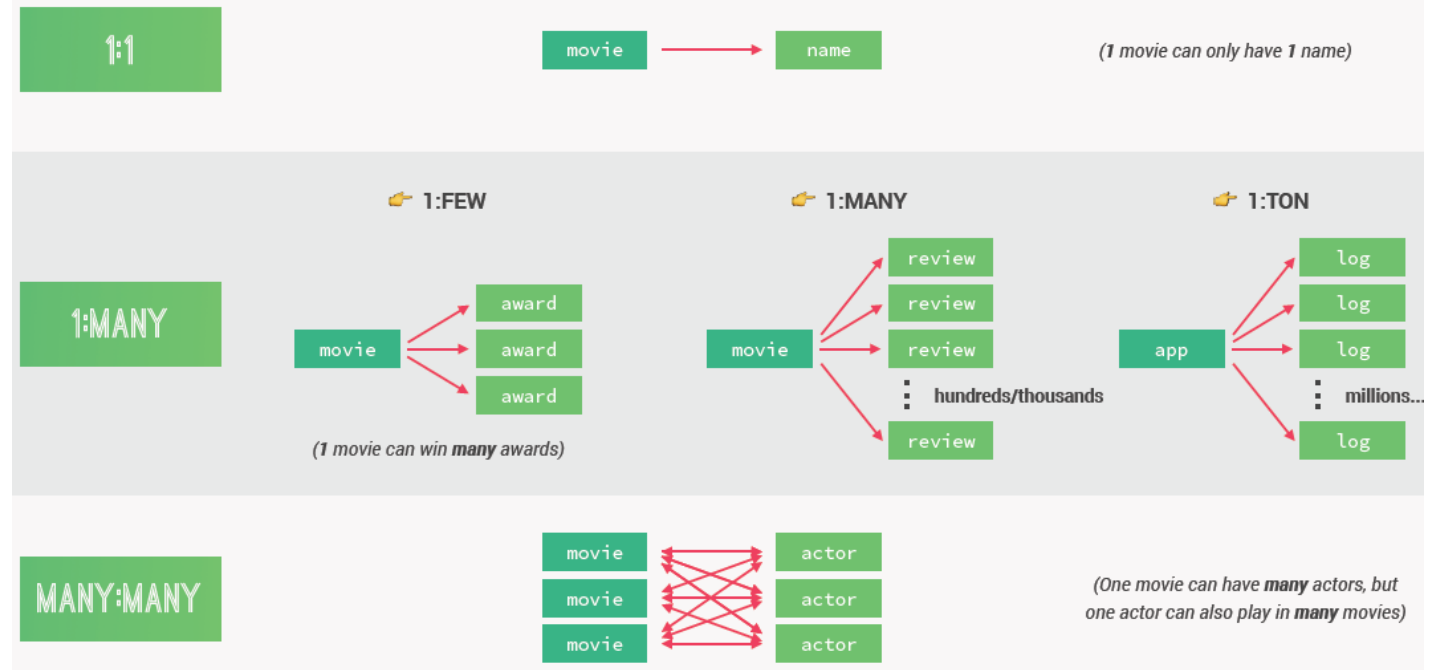 1:1
movie
name
(1 movie can only have 1 name)
1:FEW
1:MANY
1:TON
1:MANY
movie
award
award
award
(1 movie can win many awards)
movie
review
review
review
hundreds/thousands
review
app
log
log
log
millions...
log
MANY:MANY
movie
actor
movie
actor
movie
actor
(One movie can have many actors, but
one actor can also play in many movies)